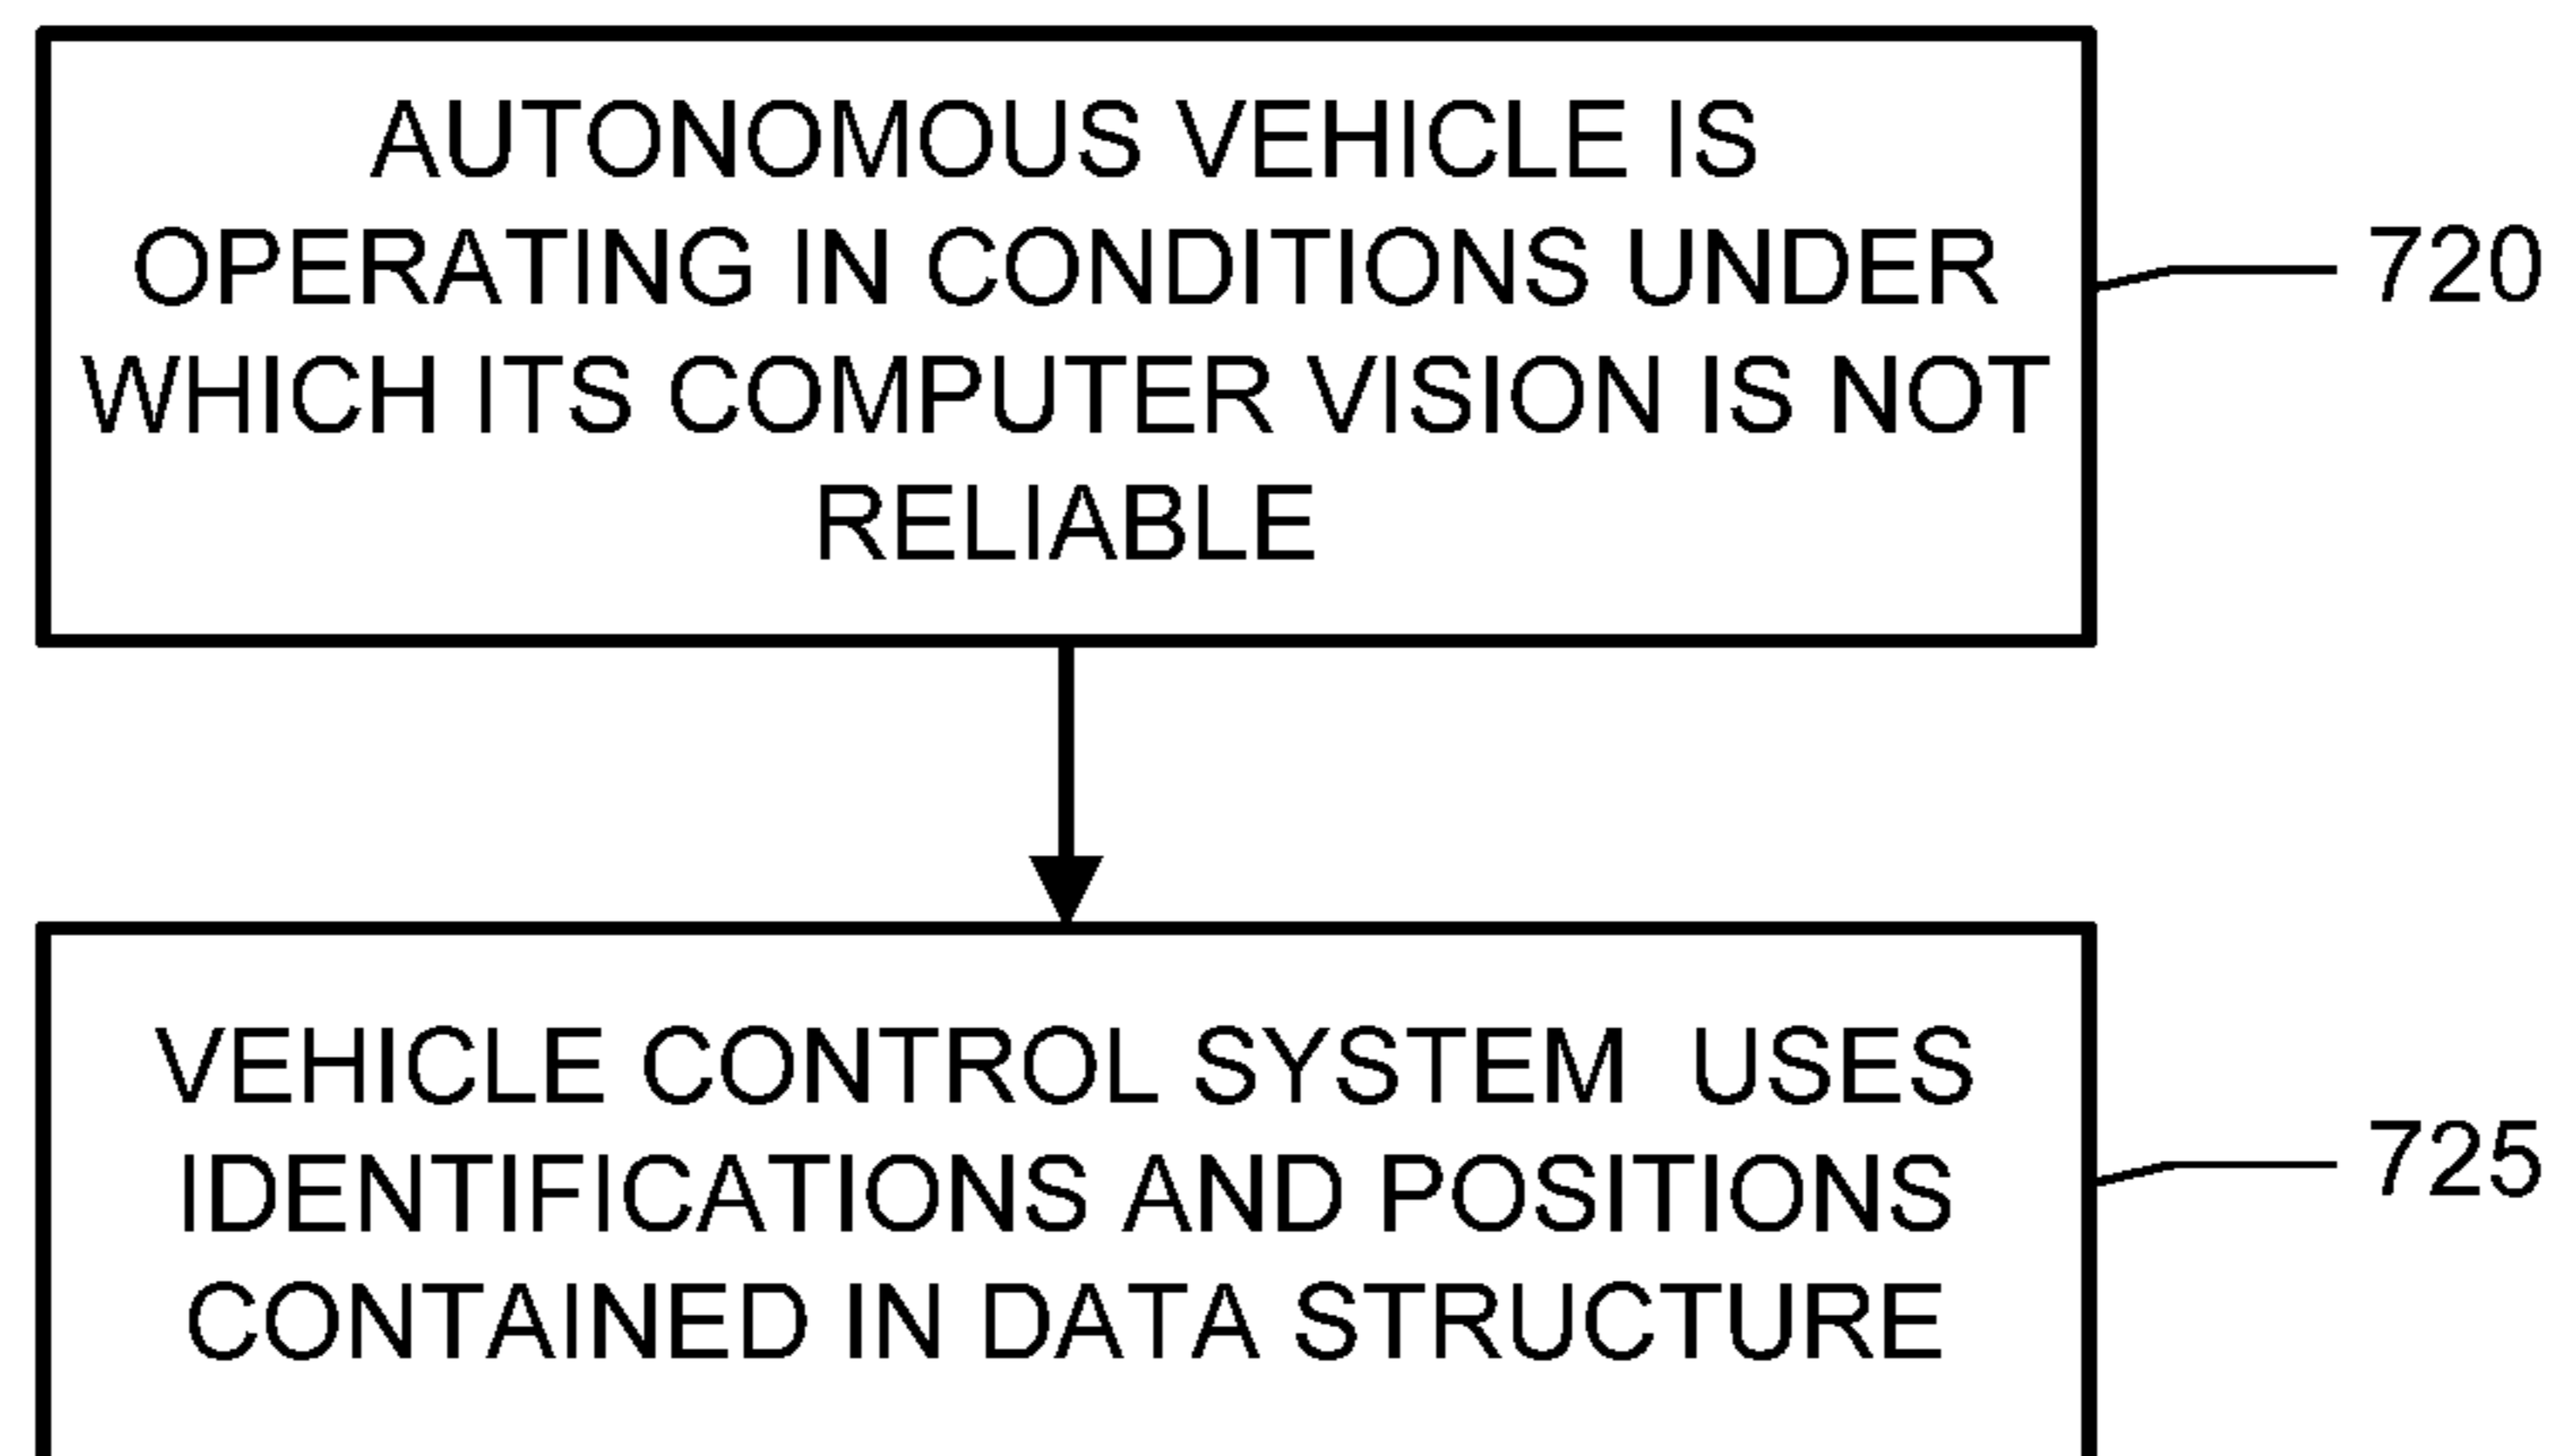 AUTONOMOUS VEHICLE IS
OPERATING IN CONDITIONS UNDER
WHICH ITS COMPUTER VISION IS NOT
RELIABLE
720
VEHICLE CONTROL SYSTEM USES
IDENTIFICATIONS AND POSITIONS
CONTAINED IN DATA STRUCTURE
725